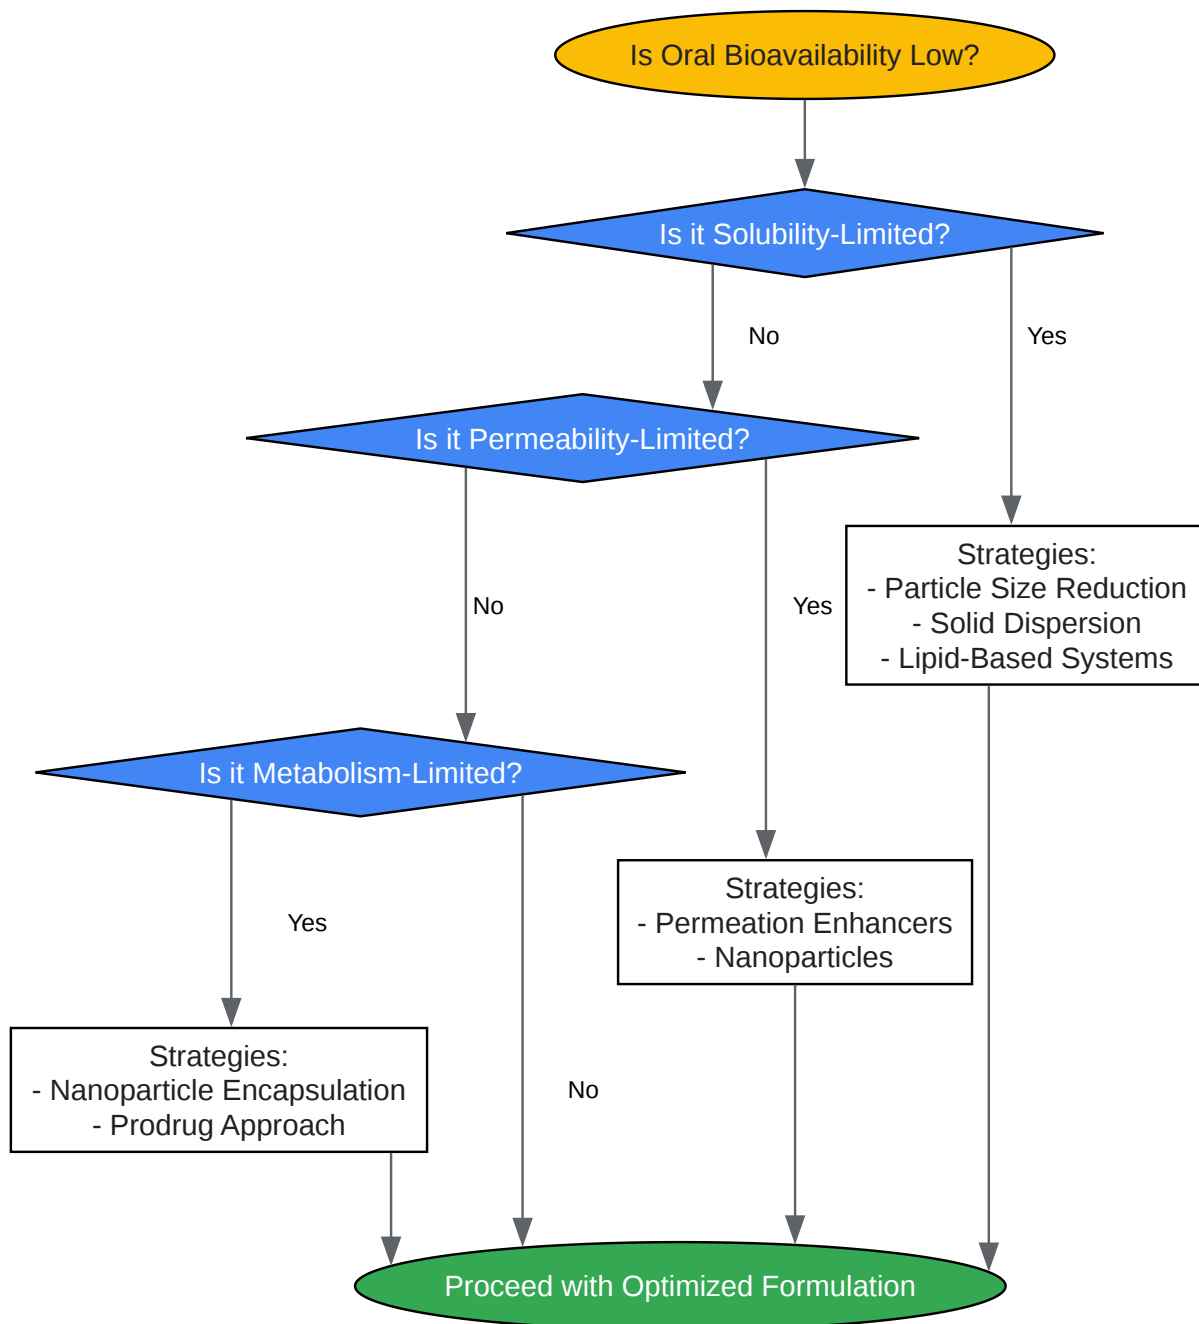 Is Oral Bioavailability Low?
Is it Solubility-Limited?
No
Yes
Is it Permeability-Limited?
Strategies:
- Particle Size Reduction
- Solid Dispersion
- Lipid-Based Systems
No
Yes
Is it Metabolism-Limited?
Strategies:
- Permeation Enhancers
- Nanoparticles
Yes
Strategies:
- Nanoparticle Encapsulation
- Prodrug Approach
No
Proceed with Optimized Formulation